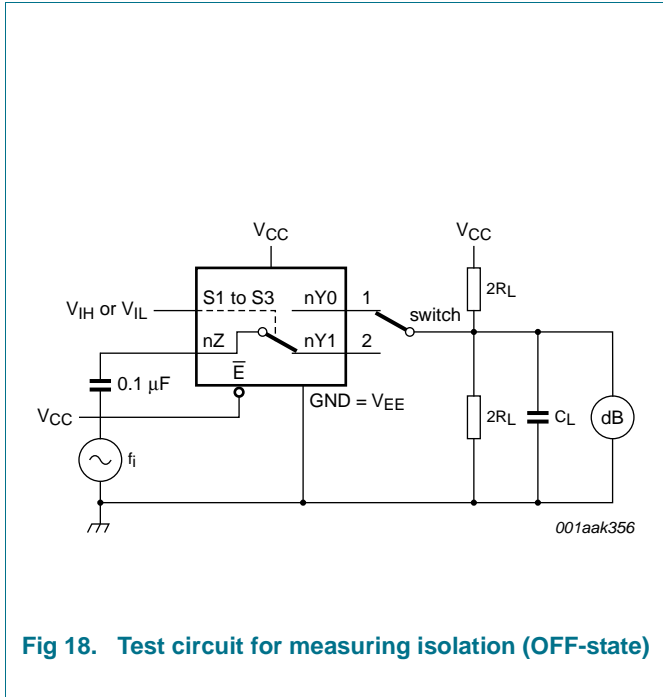 VCC
VCC
S1 to S3
nY0
1
switch
2RL
VIH or VIL
nZ
nY1
2
E
0.1 μF
VCC
GND = VEE
2RL
CL
dB
fi
001aak356
Fig 18. Test circuit for measuring isolation (OFF-state)